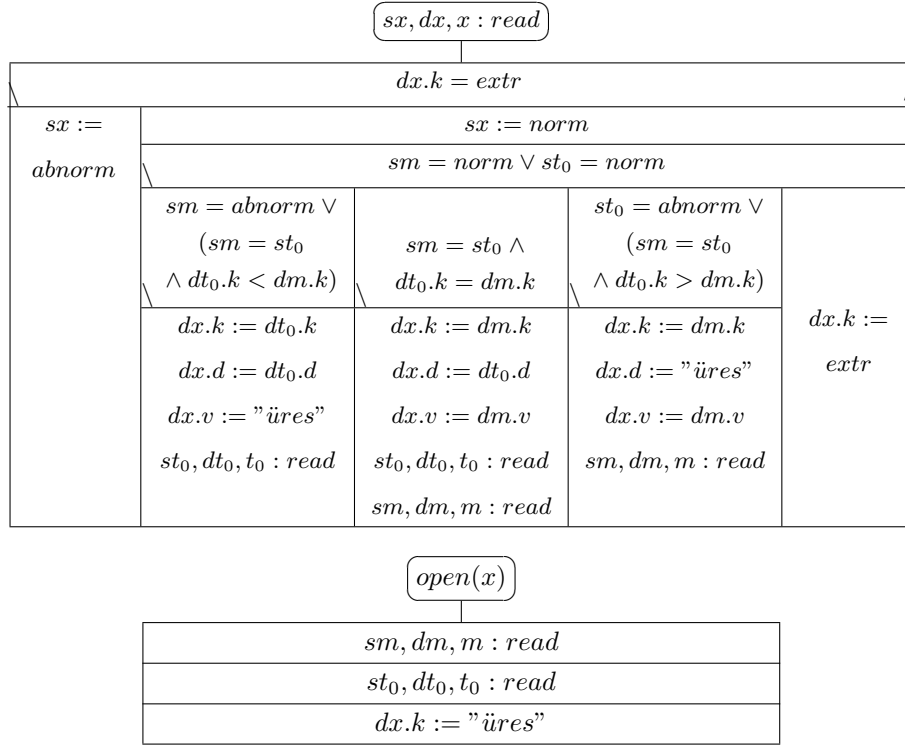 sx, dx, x : read
dx.k = extr
sx :=
abnorm
sx := norm
sm = norm ∨ st₀ = norm
sm = abnorm ∨
(sm = st₀
∧ dt₀.k < dm.k)
sm = st₀ ∧
dt₀.k = dm.k
st₀ = abnorm ∨
(sm = st₀
∧ dt₀.k > dm.k)
dx.k := dt₀.k
dx.d := dt₀.d
dx.v := ”üres”
st₀, dt₀, t₀ : read
dx.k := dm.k
dx.d := dt₀.d
dx.v := dm.v
st₀, dt₀, t₀ : read
sm, dm, m : read
dx.k := dm.k
dx.d := ”üres”
dx.v := dm.v
sm, dm, m : read
dx.k :=
extr
open(x)
sm, dm, m : read
st₀, dt₀, t₀ : read
dx.k := ”üres”